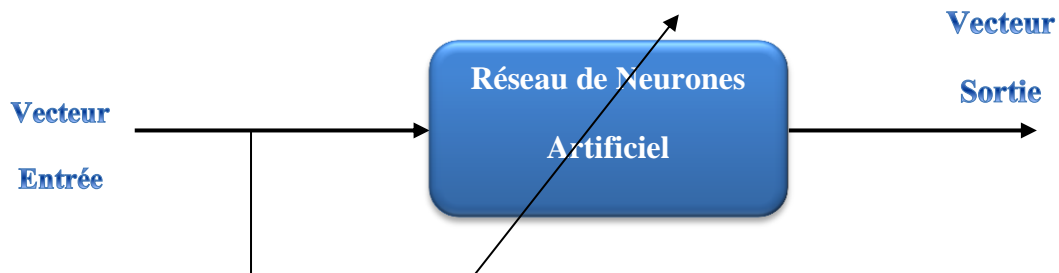 Vecteur
Entrée
Réseau de Neurones
Artificiel
Vecteur
Sortie